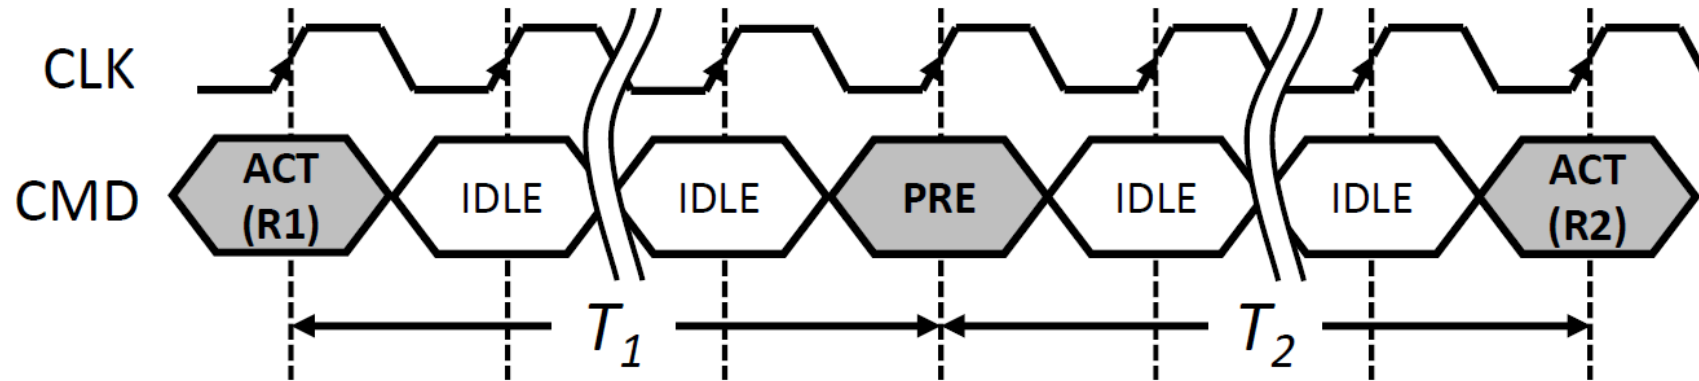 CLK
CMD
ACT
(R1)
IDLE
IDLE
PRE
IDLE
IDLE
ACT
(R2)
T1
T2